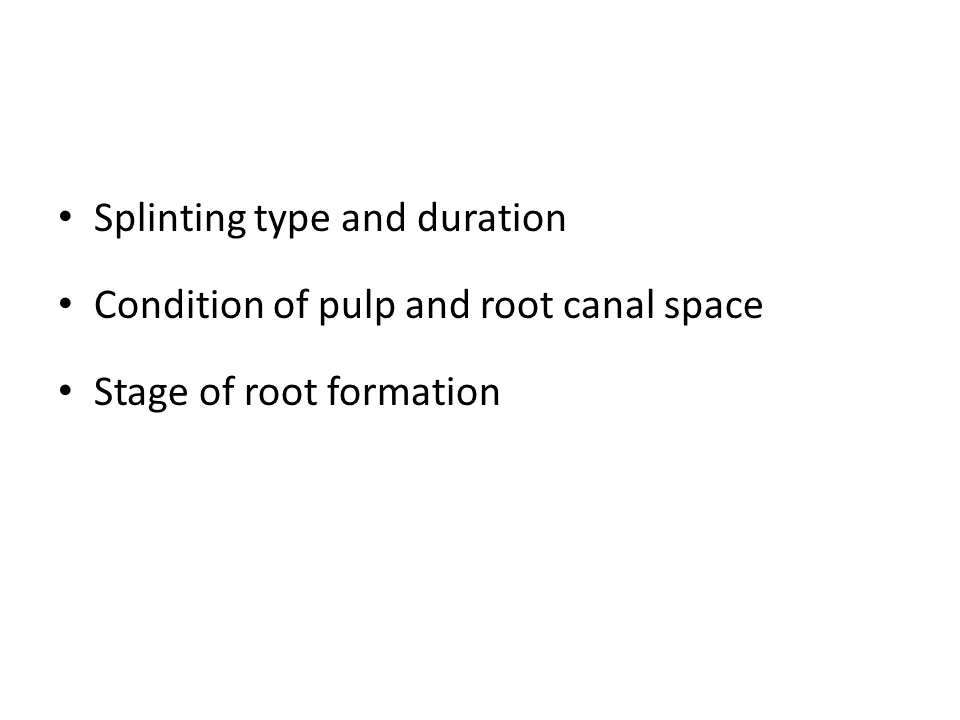 • Splinting type and duration
• Condition of pulp and root canal space
• Stage of root formation